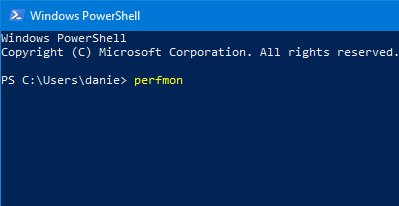 Windows PowerShell
Windows PowerShell
Copyright (C) Microsoft Corporation. All rights reserved.
PS C:\Users\danie> perfmon